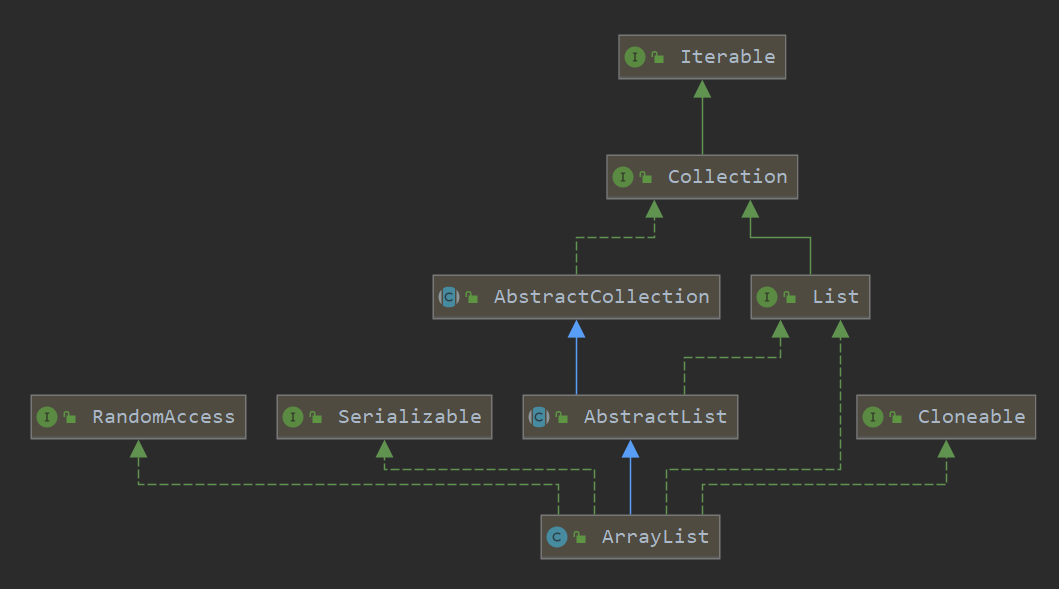 I Iterable
I Collection
C AbstractCollection
I List
I RandomAccess
I Serializable
C AbstractList
I Cloneable
C ArrayList